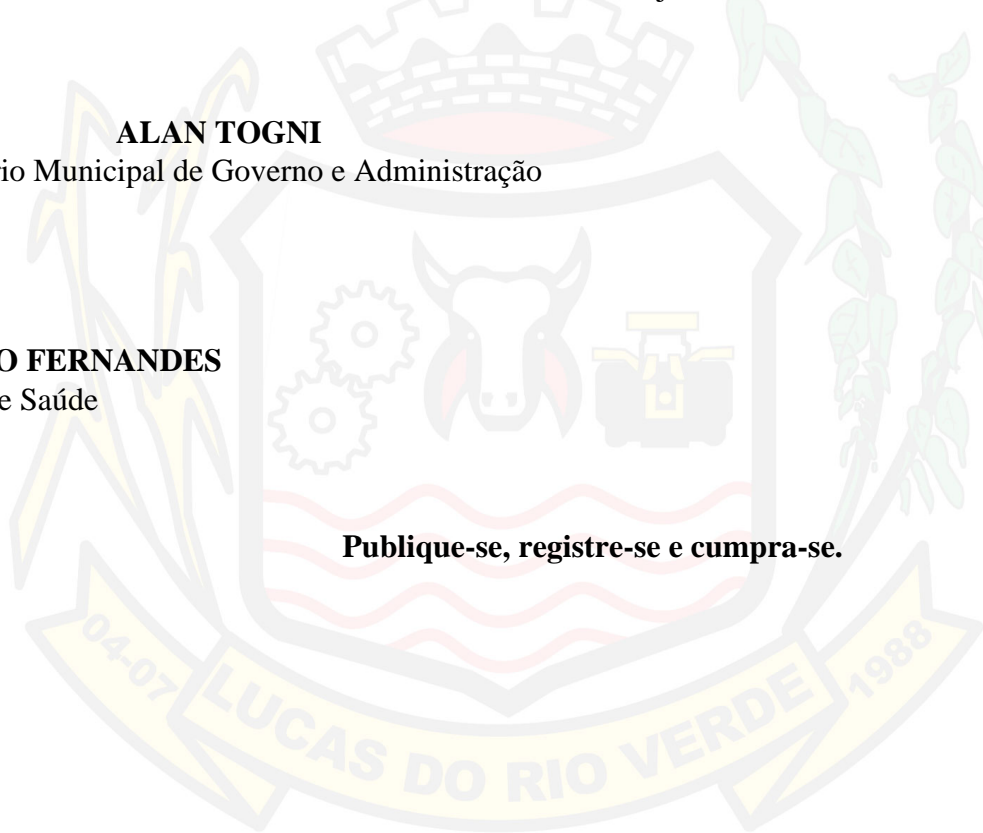 ALAN TOGNI
rio Municipal de Governo e Administração
O FERNANDES
e Saúde
Publique-se, registre-se e cumpra-se.
04-07 LUCAS DO RIO VERDE 1988